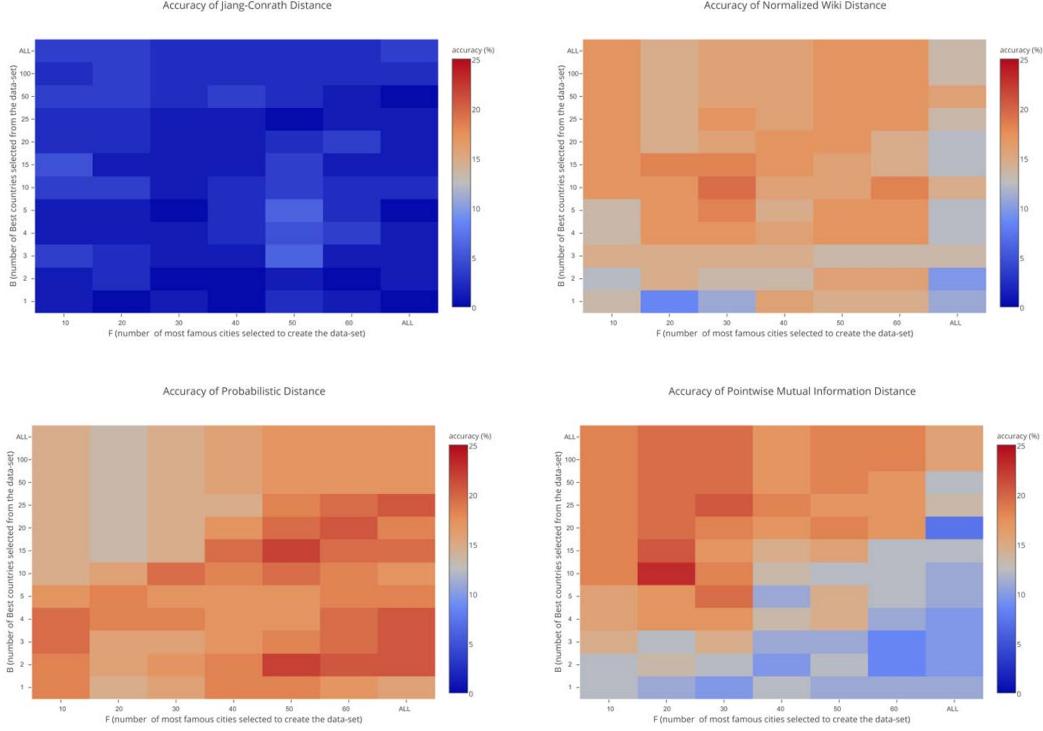 Accuracy of Jiang-Conrath Distance
accuracy (%)
25
20
15
10
5
0
B (number of Best countries selected from the data-set)
ALL
100
50
25
20
15
10
5
4
3
2
1
10 20 30 40 50 60 ALL
F (number of most famous cities selected to create the data-set)
Accuracy of Normalized Wiki Distance
accuracy (%)
25
20
15
10
5
0
B (number of Best countries selected from the data-set)
ALL
100
50
25
20
15
10
5
4
3
2
1
10 20 30 40 50 60 ALL
F (number of most famous cities selected to create the data-set)
Accuracy of Probabilistic Distance
accuracy (%)
25
20
15
10
5
0
B (number of Best countries selected from the data-set)
ALL
100
50
25
20
15
10
5
4
3
2
1
10 20 30 40 50 60 ALL
F (number of most famous cities selected to create the data-set)
Accuracy of Pointwise Mutual Information Distance
accuracy (%)
25
20
15
10
5
0
B (numbet of Best countries selected from the data-set)
ALL
100
50
25
20
15
10
5
4
3
2
1
10 20 30 40 50 60 ALL
F (number of most famous cities selected to create the data-set)